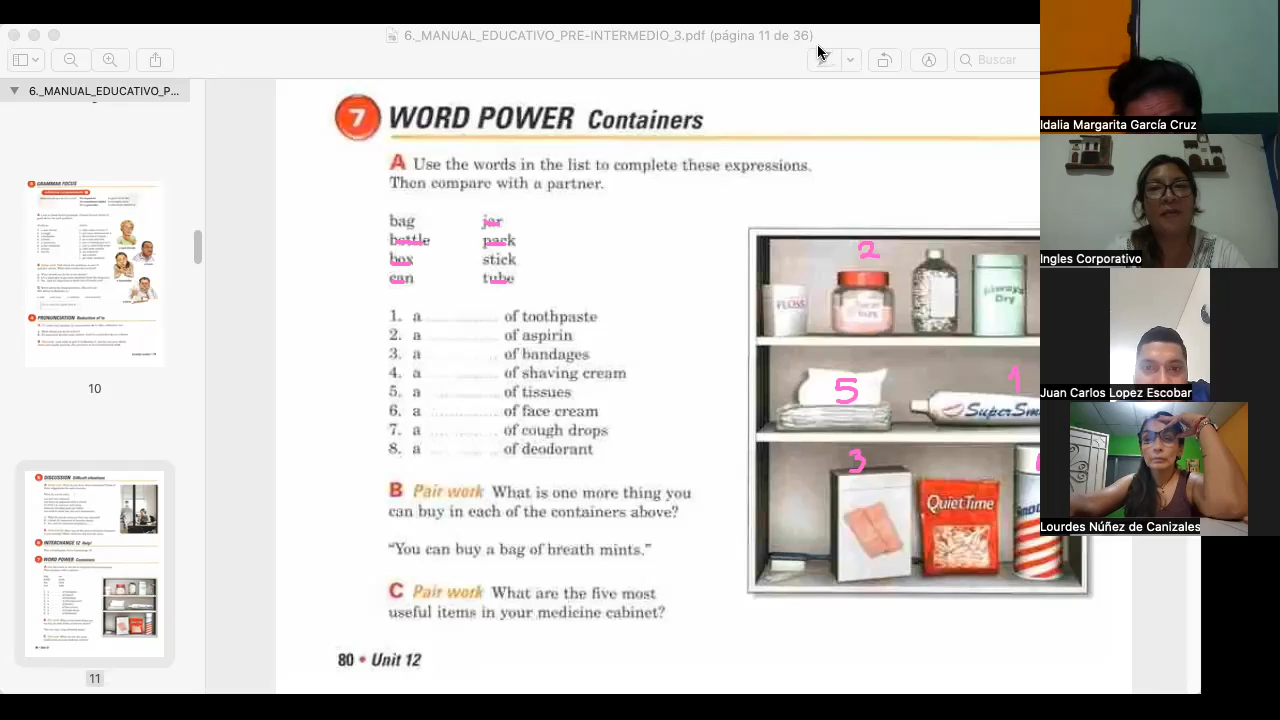 6._MANUAL_EDUCATIVO_PRE-INTERMEDIO_3.pdf (página 11 de 36)
Buscar
6._MANUAL_EDUCATIVO_P...
10
11
7 WORD POWER Containers
A Use the words in the list to complete these expressions.
Then compare with a partner.
bag jar
bottle pack
box stick
can tube
1. a of toothpaste
2. a of aspirin
3. a of bandages
4. a of shaving cream
5. a of tissues
6. a of face cream
7. a of cough drops
8. a of deodorant
B Pair work What is one more thing you
can buy in each of the containers above?
"You can buy a bag of breath mints."
C Pair work What are the five most
useful items in your medicine cabinet?
80 • Unit 12
2
FLOSS
Always
Dry
5
1
3
QuietTime
Idalia Margarita García Cruz
Ingles Corporativo
Juan Carlos Lopez Escobar
Lourdes Núñez de Canizales